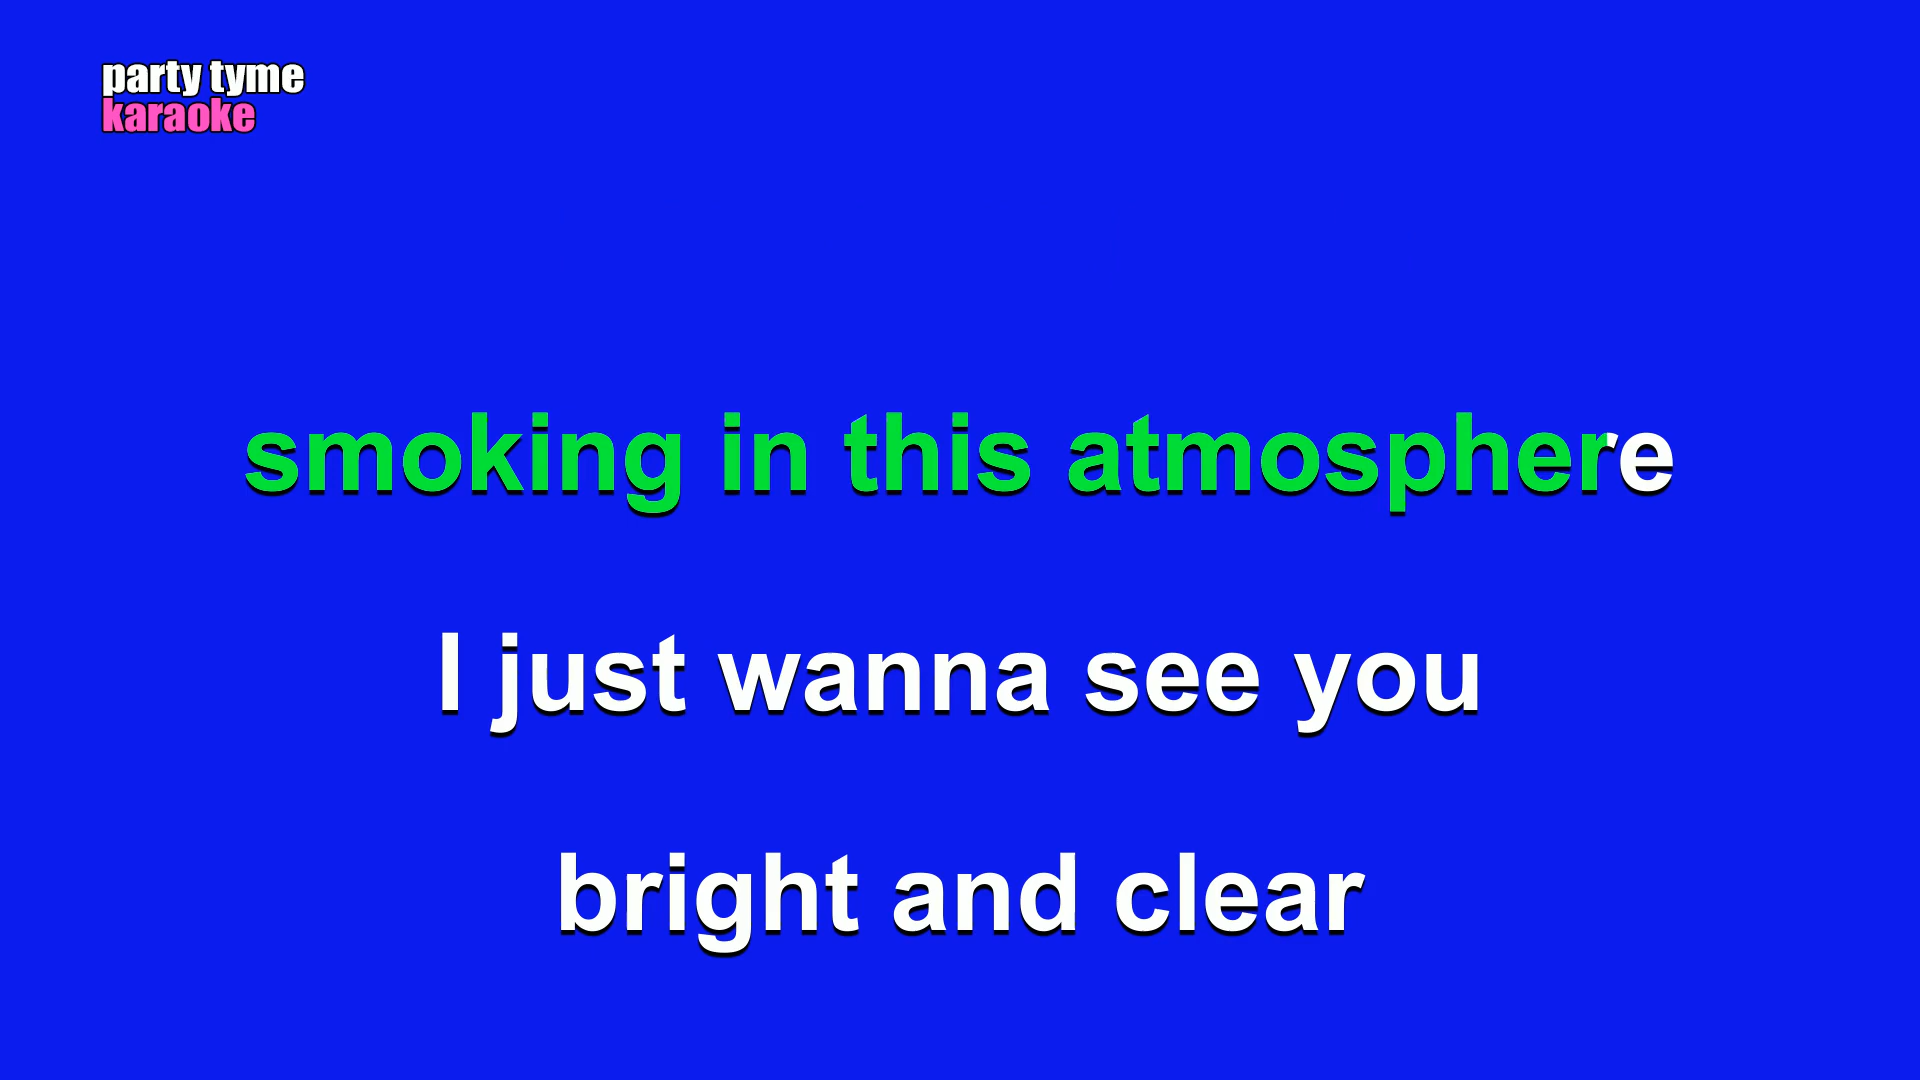 party tyme
karaoke
smoking in this atmosphere
I just wanna see you
bright and clear